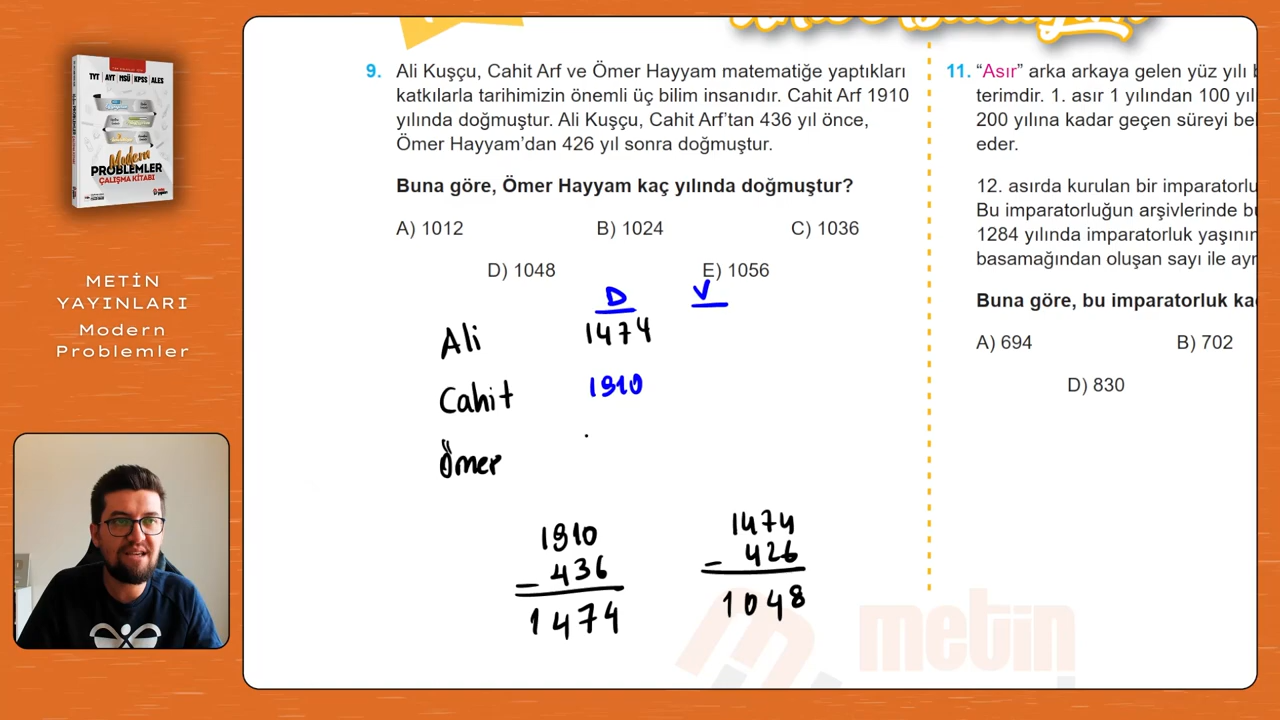 TYT | AYT | MSÜ | KPSS | ALES
Modern
PROBLEMLER
ÇALIŞMA KİTABI
METİN
YAYINLARI
Modern
Problemler
9. Ali Kuşçu, Cahit Arf ve Ömer Hayyam matematiğe yaptıkları
katkılarla tarihimizin önemli üç bilim insanıdır. Cahit Arf 1910
yılında doğmuştur. Ali Kuşçu, Cahit Arf’tan 436 yıl önce,
Ömer Hayyam’dan 426 yıl sonra doğmuştur.
Buna göre, Ömer Hayyam kaç yılında doğmuştur?
A) 1012 B) 1024 C) 1036
D) 1048 E) 1056
D V
Ali 1474
Cahit 1910
Ömer
1910
- 436
1474
1474
- 426
1048
metin
11. “Asır” arka arkaya gelen yüz yılı
terimdir. 1. asır 1 yılından 100 yıl
200 yılına kadar geçen süreyi be
eder.
12. asırda kurulan bir imparatorlu
Bu imparatorluğun arşivlerinde bu
1284 yılında imparatorluk yaşının
basamağından oluşan sayı ile ayr
Buna göre, bu imparatorluk kaç
A) 694 B) 702
D) 830